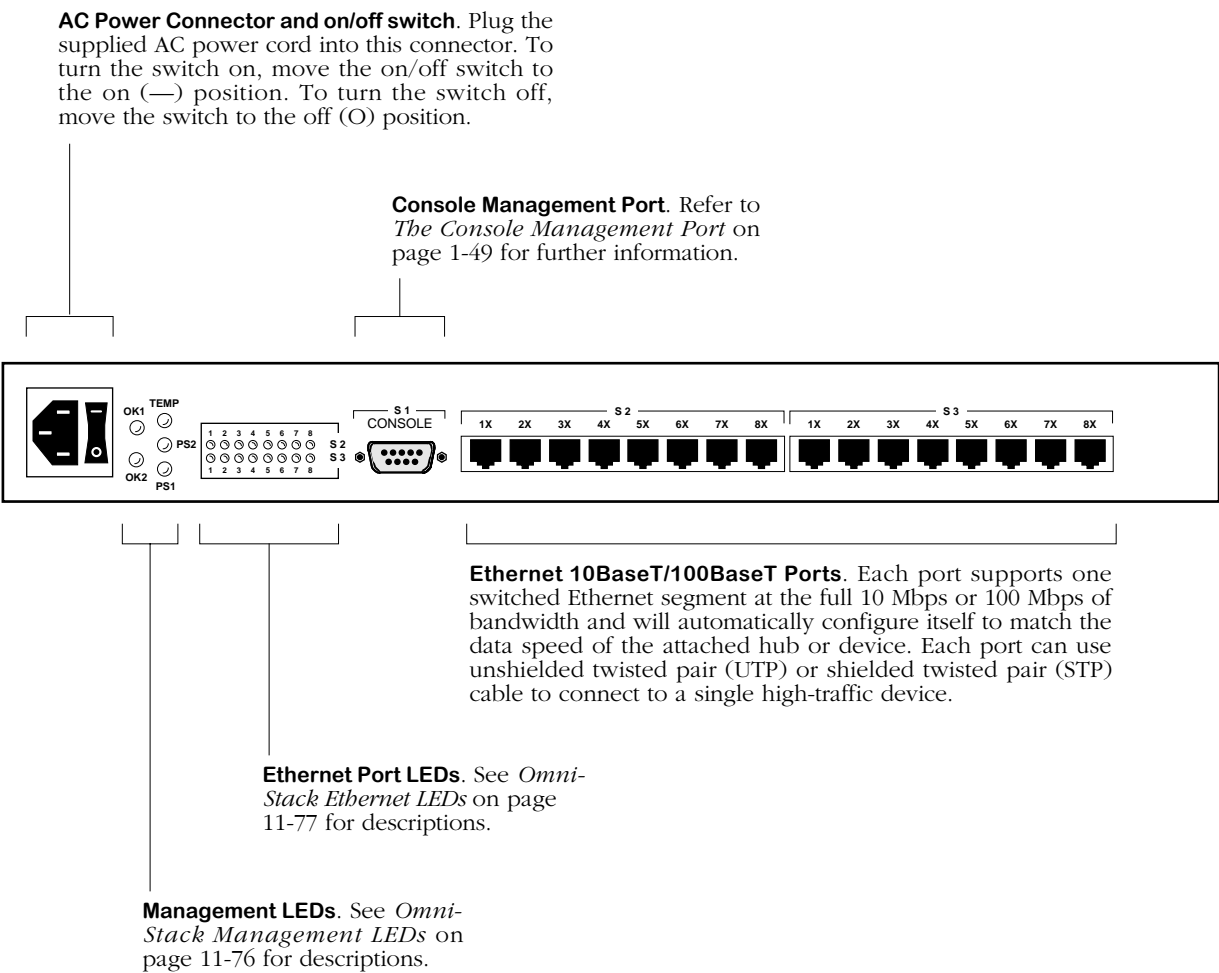 AC Power Connector and on/off switch. Plug the
supplied AC power cord into this connector. To
turn the switch on, move the on/off switch to
the on (—) position. To turn the switch off,
move the switch to the off (O) position.
Console Management Port. Refer to
The Console Management Port on
page 1-49 for further information.
OK1
TEMP
PS2
OK2
PS1
1 2 3 4 5 6 7 8
S 2
S 3
1 2 3 4 5 6 7 8
S 1
CONSOLE
S 2
1X 2X 3X 4X 5X 6X 7X 8X
S 3
1X 2X 3X 4X 5X 6X 7X 8X
Ethernet 10BaseT/100BaseT Ports. Each port supports one
switched Ethernet segment at the full 10 Mbps or 100 Mbps of
bandwidth and will automatically configure itself to match the
data speed of the attached hub or device. Each port can use
unshielded twisted pair (UTP) or shielded twisted pair (STP)
cable to connect to a single high-traffic device.
Ethernet Port LEDs. See Omni-
Stack Ethernet LEDs on page
11-77 for descriptions.
Management LEDs. See Omni-
Stack Management LEDs on
page 11-76 for descriptions.